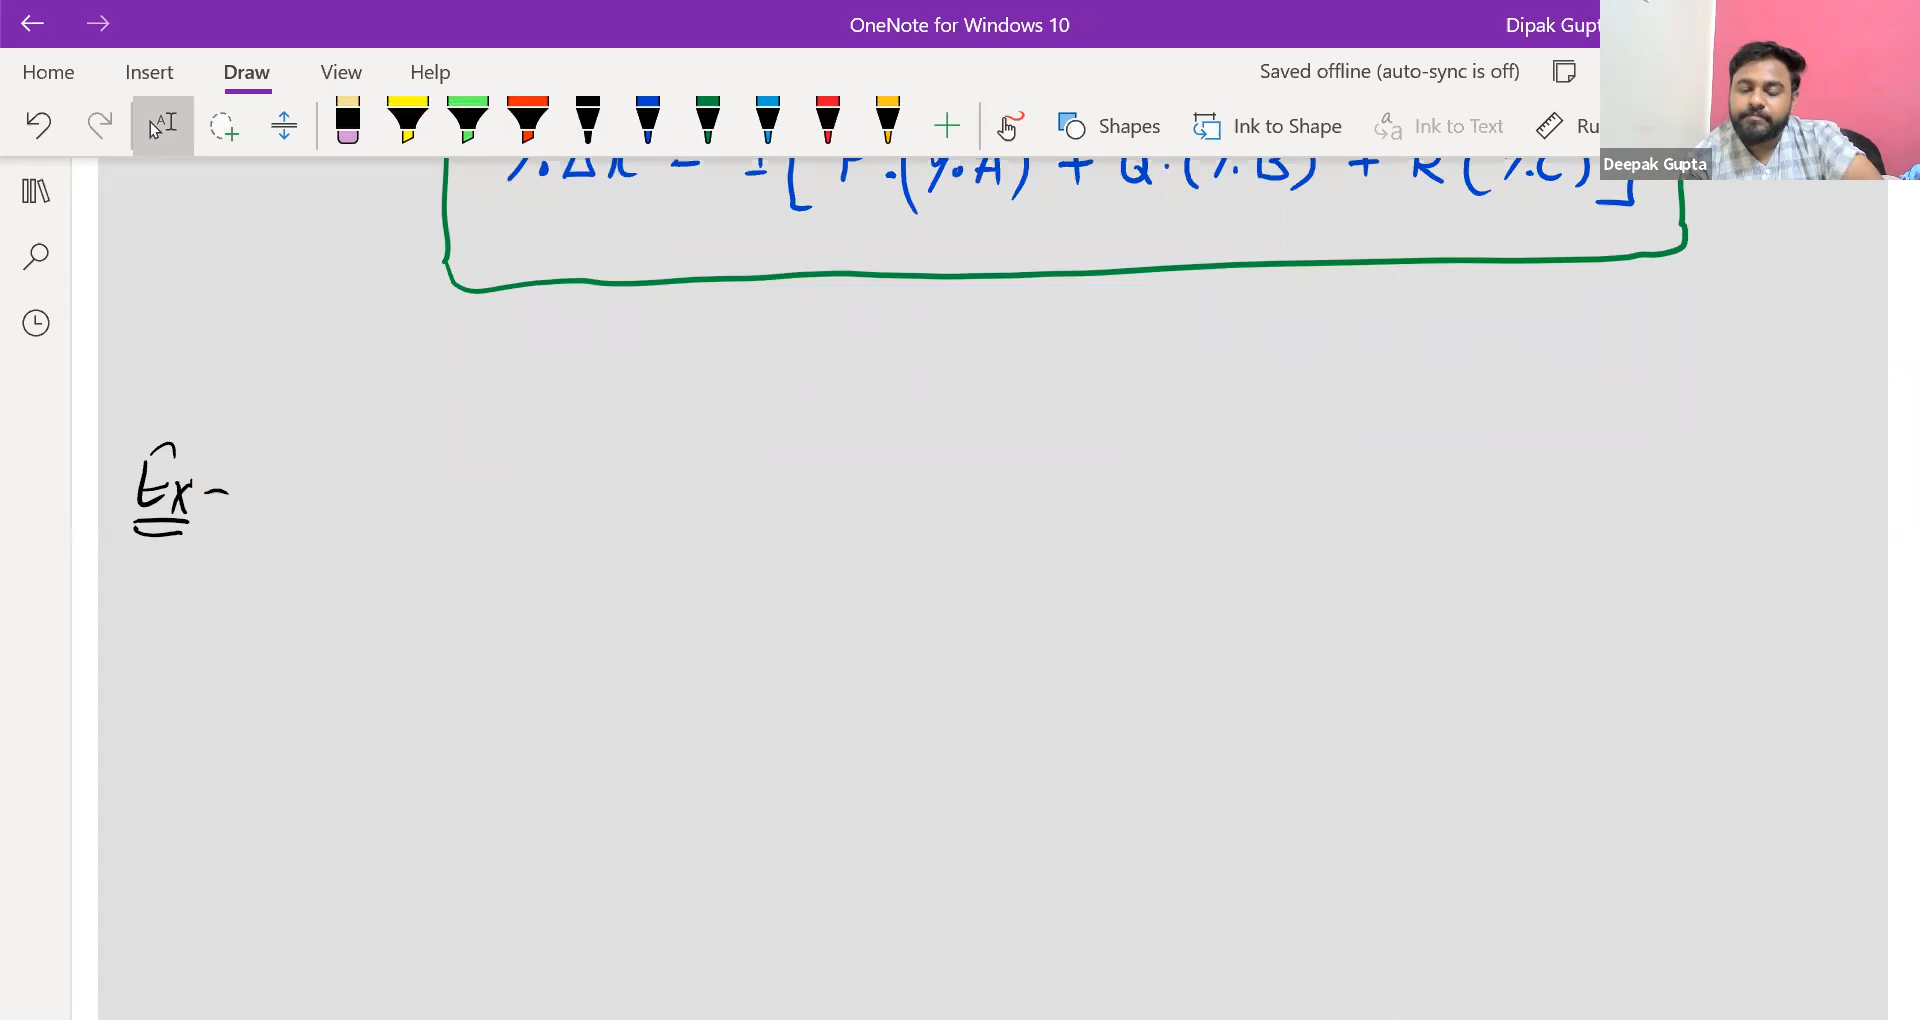 OneNote for Windows 10
Dipak Gupt
Home Insert Draw View Help
Saved offline (auto-sync is off)
Shapes Ink to Shape Ink to Text Ru
Deepak Gupta
%ΔR = ±[P.(%A) + Q.(%B) + R(%C)]
Ex -